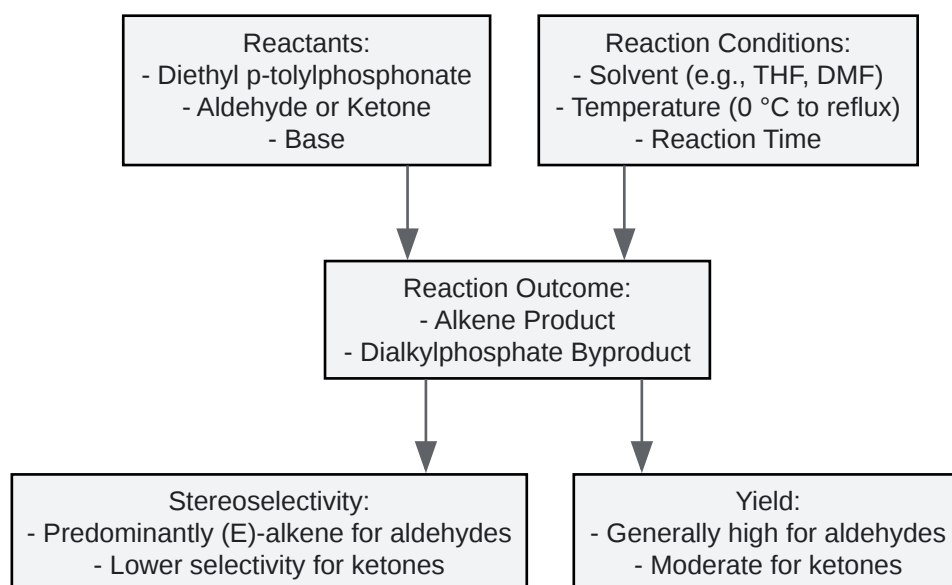 Reactants:
- Diethyl p-tolylphosphonate
- Aldehyde or Ketone
- Base
Reaction Conditions:
- Solvent (e.g., THF, DMF)
- Temperature (0 °C to reflux)
- Reaction Time
Reaction Outcome:
- Alkene Product
- Dialkylphosphate Byproduct
Stereoselectivity:
- Predominantly (E)-alkene for aldehydes
- Lower selectivity for ketones
Yield:
- Generally high for aldehydes
- Moderate for ketones